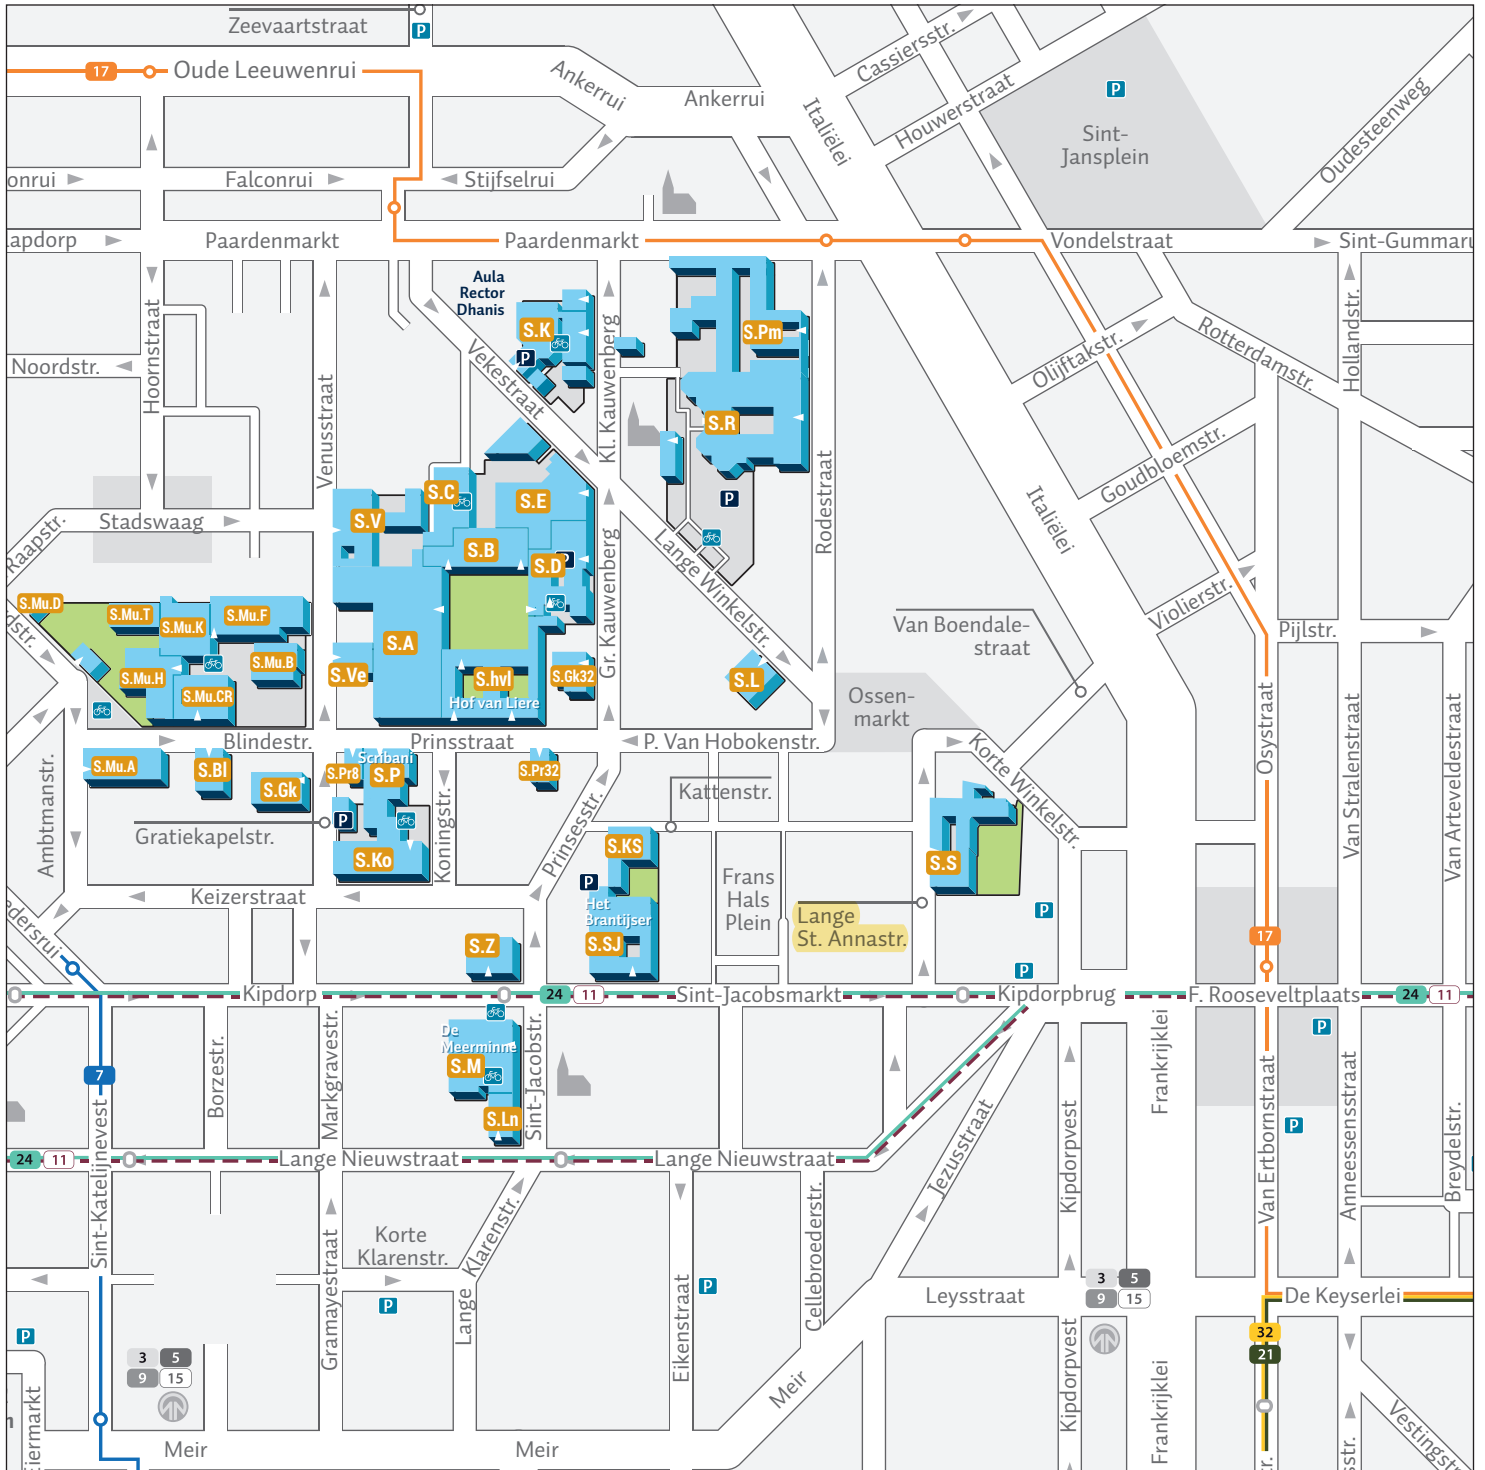 Zeevaartstraat
P
17
Oude Leeuwenrui
Ankerrui
Ankerrui
Italiëlei
Cassiersstr.
Houwerstraat
P
Sint-
Jansplein
Oudesteenweg
onrui
Falconrui
Stijfselrui
apdorp
Paardenmarkt
Paardenmarkt
Vondelstraat
Sint-Gummaru
Hoornstraat
Noordstr.
Venusstraat
Aula
Rector
Dhanis
S.K
P
Vekestraat
Kl. Kauwenberg
S.Pm
S.R
P
Rodestraat
Olijftakstr.
Rotterdamstr.
Hollandstr.
Goudbloemstr.
Italiëlei
Violierstr.
Pijlstr.
Raapstr.
Stadswaag
S.V
S.C
S.E
S.B
S.D
P
S.A
S.Ve
S.hvl
Hof van Liere
S.Gk32
Gr. Kauwenberg
Lange Winkelstr.
S.L
S.Mu.D
S.Mu.T
S.Mu.K
S.Mu.F
S.Mu.H
S.Mu.B
S.Mu.CR
dstr.
Van Boendale-
straat
Ossen-
markt
Osystraat
Van Stralenstraat
Van Arteveldestraat
Blindestr.
Prinsstraat
P. Van Hobokenstr.
Korte Winkelstr.
S.Mu.A
S.Bl
S.Gk
S.Pr8
Scribani
S.P
S.Pr32
P
S.Ko
Gratiekapelstr.
Koningstr.
Prinsesstr.
Kattenstr.
S.KS
P
Het
Brantijser
S.SJ
Frans
Hals
Plein
S.S
Lange
St. Annastr.
P
P
17
Ambtmanstr.
Keizerstraat
edersrui
S.Z
Kipdorp
24
11
Sint-Jacobsmarkt
Kipdorpbrug
F. Rooseveltplaats
24
11
P
P
7
Borzestr.
Markgravestr.
De
Meerminne
S.M
S.Ln
Sint-Jacobstr.
Sint-Katelijnevest
24
11
Lange Nieuwstraat
Lange Nieuwstraat
Jezusstraat
Kipdorpvest
Frankrijklei
Van Ertbornstraat
Anneessensstraat
Breydelstr.
Korte
Klarenstr.
P
Gramayestraat
Lange
Klarenstr.
Eikenstraat
P
Cellebroederstr.
Leysstraat
3
5
9
15
De Keyserlei
32
21
P
3
5
9
15
Eiermarkt
Meir
Meir
Meir
Kipdorpvest
Frankrijklei
Vestingstr